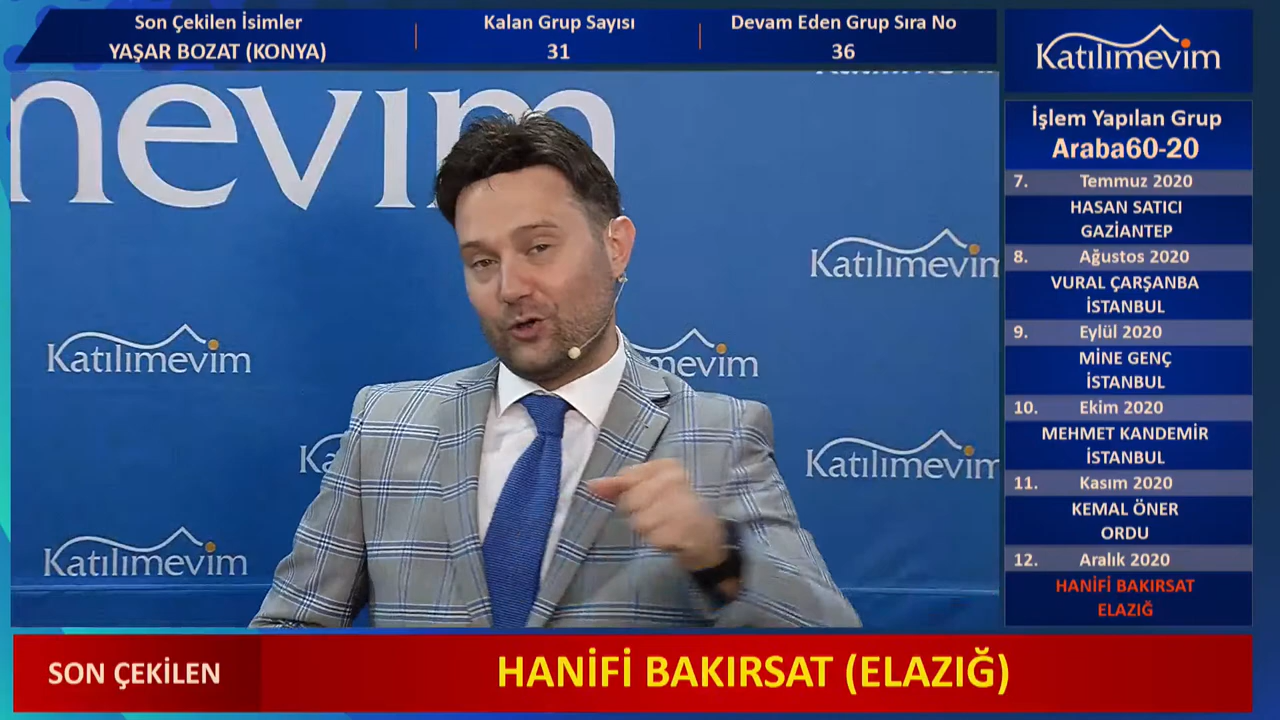 Son Çekilen İsimler
YAŞAR BOZAT (KONYA)
Kalan Grup Sayısı
31
Devam Eden Grup Sıra No
36
Katılımevim
İşlem Yapılan Grup
Araba60-20
7. Temmuz 2020
HASAN SATICI
GAZİANTEP
8. Ağustos 2020
VURAL ÇARŞANBA
İSTANBUL
9. Eylül 2020
MİNE GENÇ
İSTANBUL
10. Ekim 2020
MEHMET KANDEMİR
İSTANBUL
11. Kasım 2020
KEMAL ÖNER
ORDU
12. Aralık 2020
HANİFİ BAKIRSAT
ELAZIĞ
mevim
Katılımevim
Katılımevim
mevim
Ka
Katılımevim
Katılımevim
SON ÇEKİLEN
HANİFİ BAKIRSAT (ELAZIĞ)